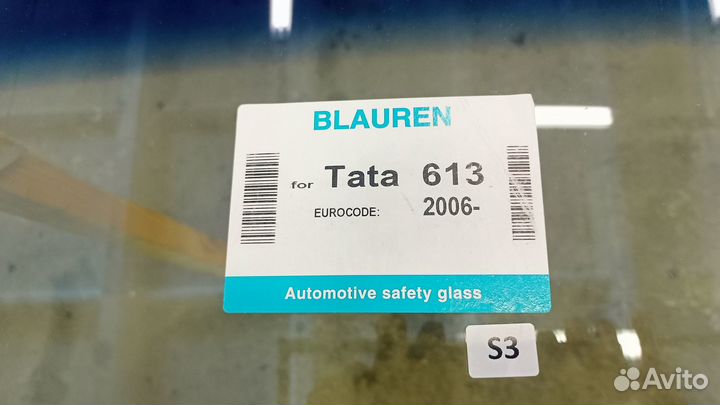 BLAUREN
for Tata 613
EUROCODE: 2006-
Automotive safety glass
S3
Avito